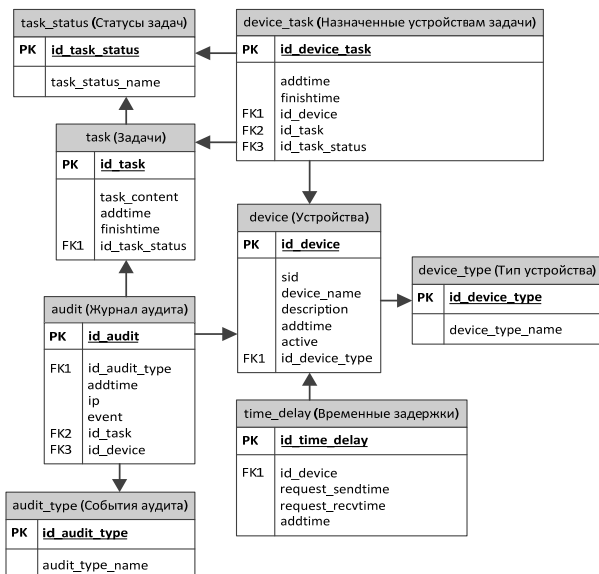 task_status (Статусы задач)
PK id_task_status
task_status_name
device_task (Назначенные устройствам задачи)
PK id_device_task
addtime
finishtime
FK1 id_device
FK2 id_task
FK3 id_task_status
task (Задачи)
PK id_task
task_content
addtime
finishtime
FK1 id_task_status
device (Устройства)
PK id_device
sid
device_name
description
addtime
active
FK1 id_device_type
device_type (Тип устройства)
PK id_device_type
device_type_name
audit (Журнал аудита)
PK id_audit
FK1 id_audit_type
addtime
ip
event
FK2 id_task
FK3 id_device
time_delay (Временные задержки)
PK id_time_delay
FK1 id_device
request_sendtime
request_recvtime
addtime
audit_type (События аудита)
PK id_audit_type
audit_type_name